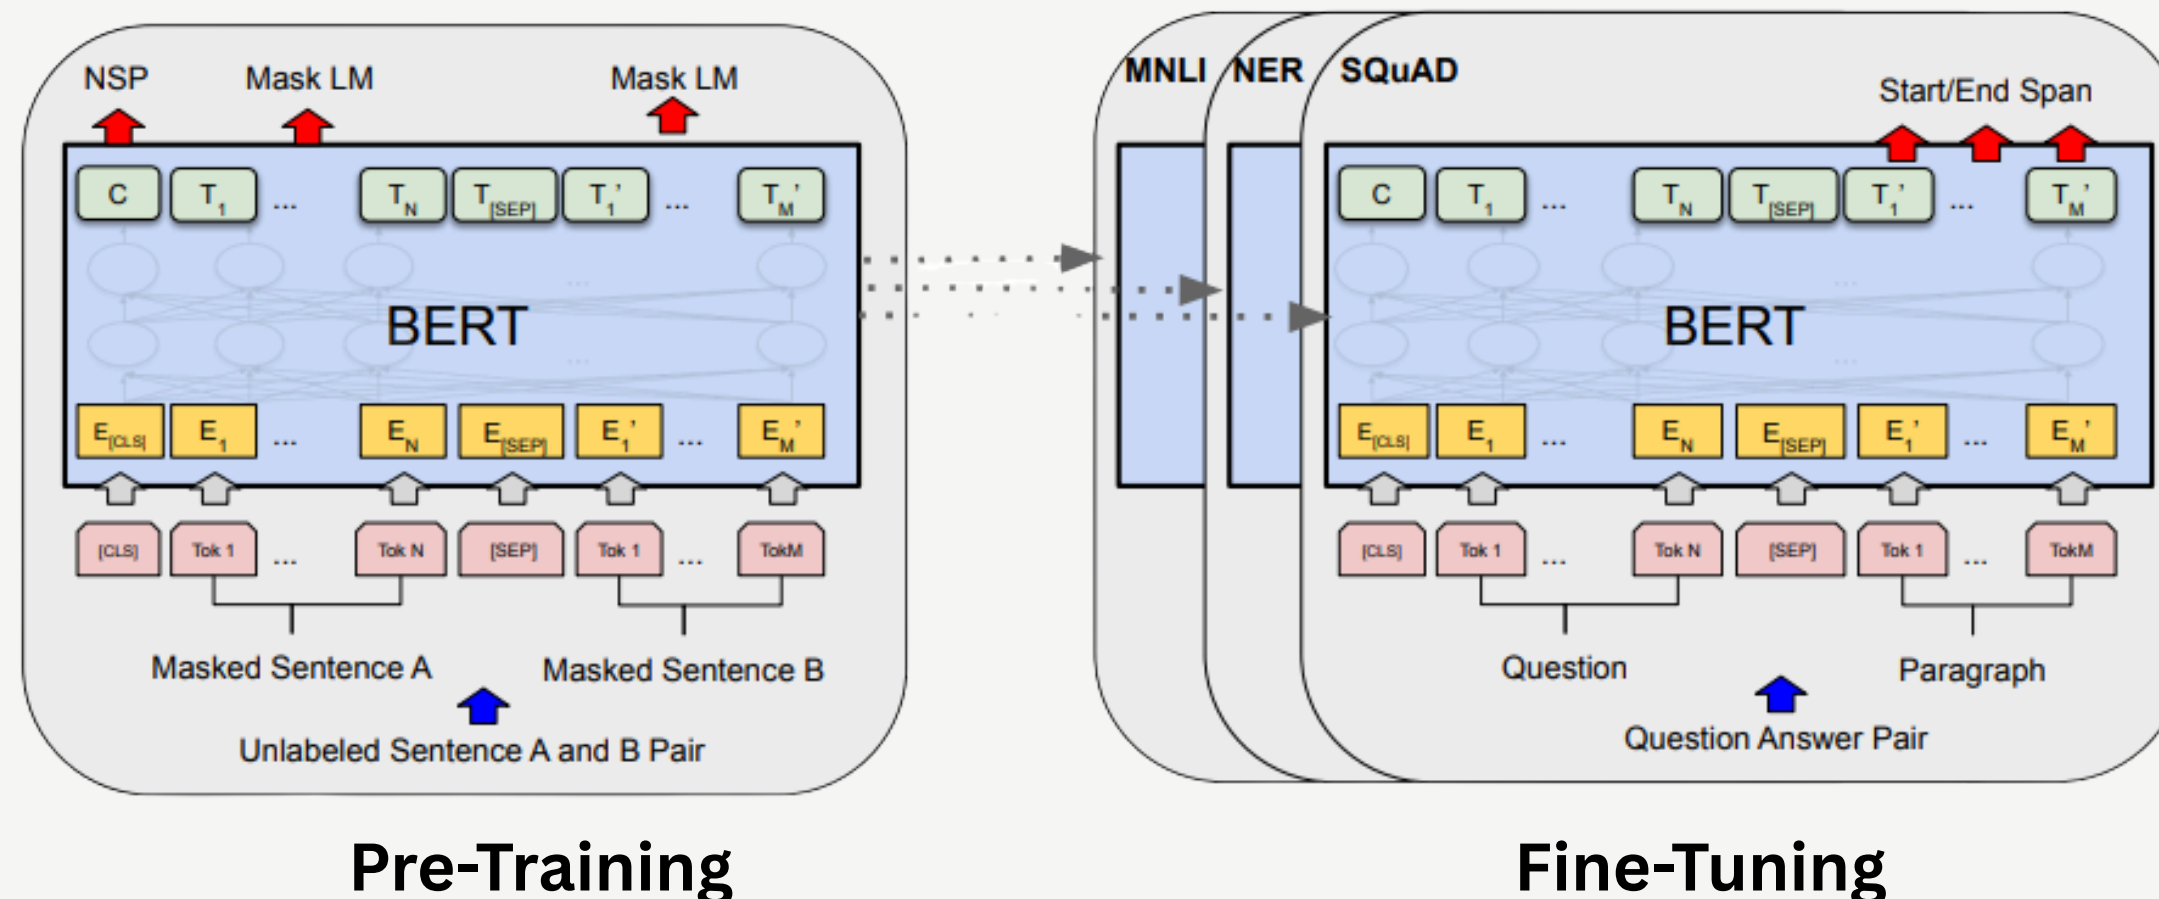 NSP Mask LM Mask LM
C T1 ... TN T[SEP] T1' ... TM'
...
BERT
...
E[CLS] E1 ... EN E[SEP] E1' ... EM'
[CLS] Tok 1 ... Tok N [SEP] Tok 1 ... TokM
Masked Sentence A Masked Sentence B
Unlabeled Sentence A and B Pair
Pre-Training
MNLI NER SQuAD
Start/End Span
C T1 ... TN T[SEP] T1' ... TM'
...
BERT
...
E[CLS] E1 ... EN E[SEP] E1' ... EM'
[CLS] Tok 1 ... Tok N [SEP] Tok 1 ... TokM
Question Paragraph
Question Answer Pair
Fine-Tuning